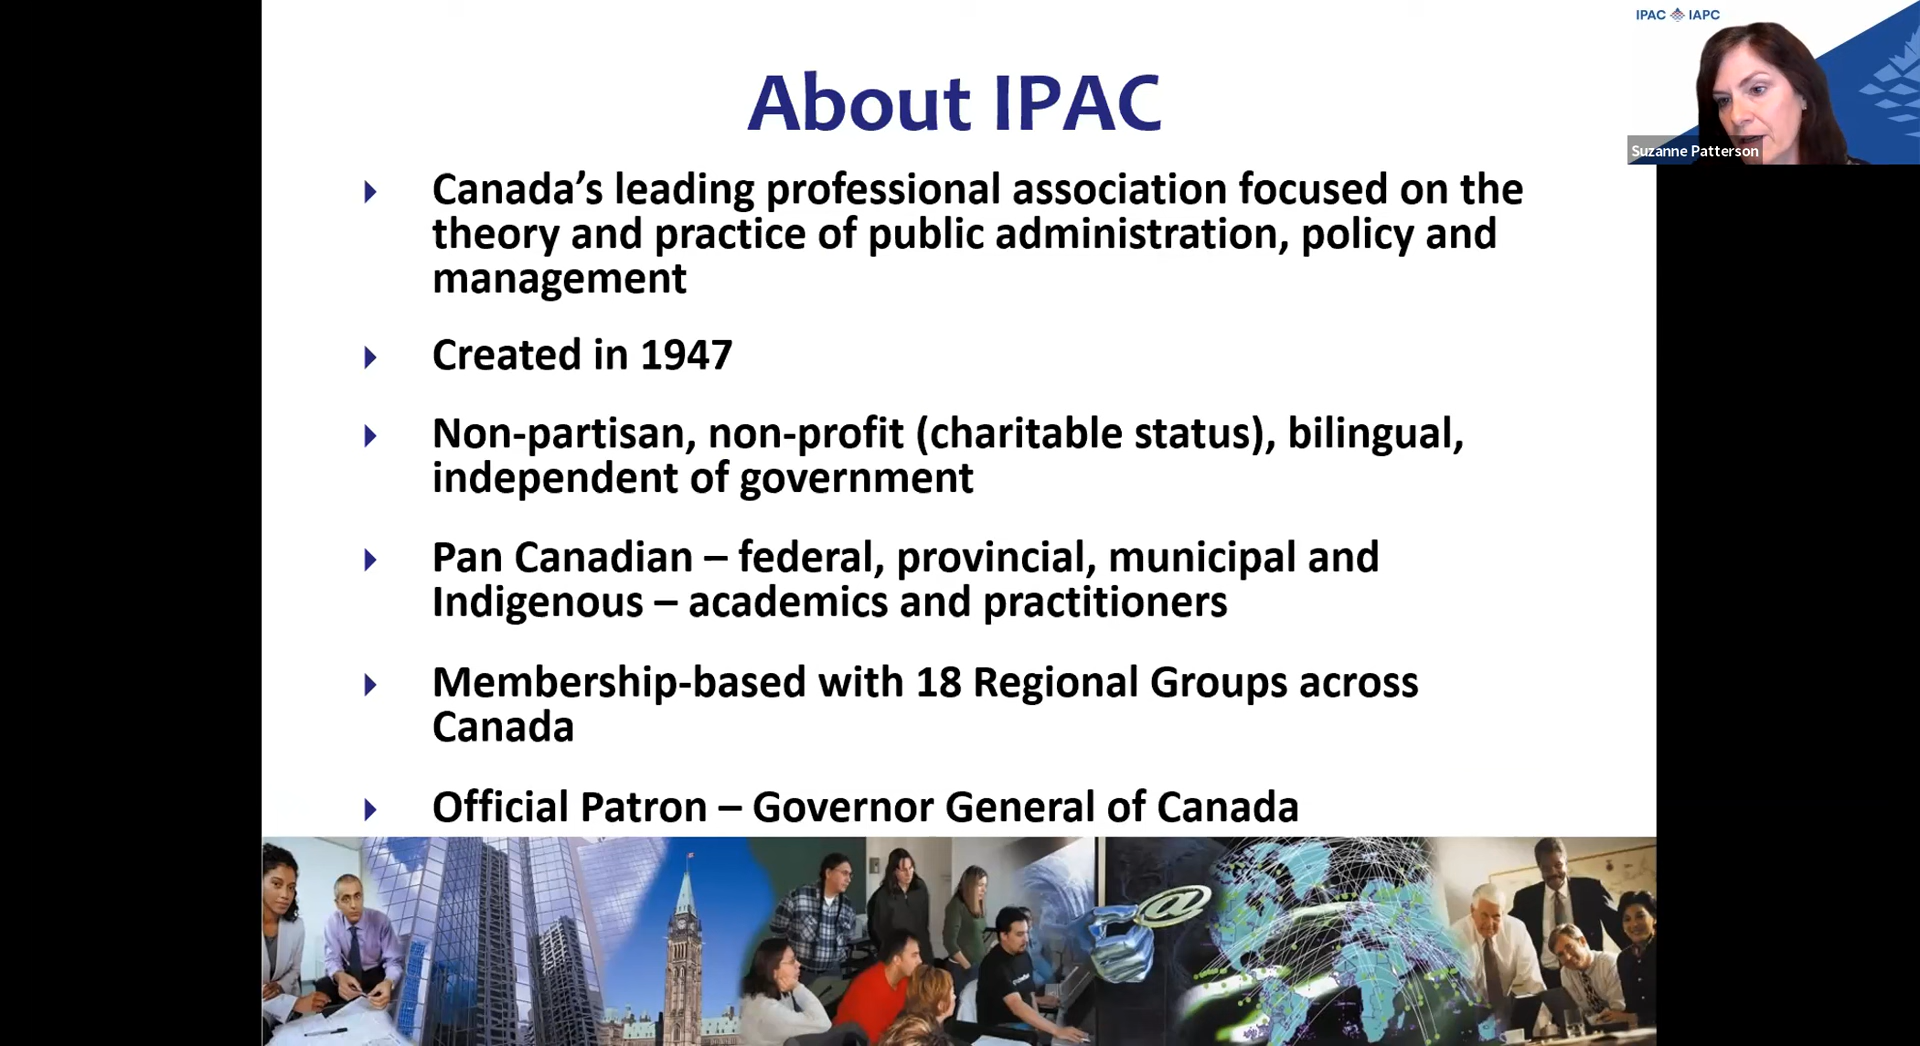 IPAC IAPC
Suzanne Patterson
About IPAC
Canada’s leading professional association focused on the
theory and practice of public administration, policy and
management
Created in 1947
Non-partisan, non-profit (charitable status), bilingual,
independent of government
Pan Canadian – federal, provincial, municipal and
Indigenous – academics and practitioners
Membership-based with 18 Regional Groups across
Canada
Official Patron – Governor General of Canada
@